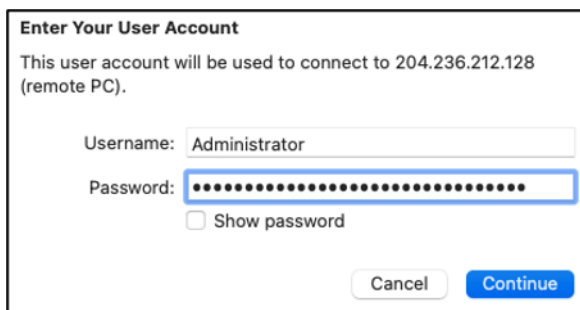 Enter Your User Account
This user account will be used to connect to 204.236.212.128
(remote PC).
Username: Administrator
Password: ••••••••••••••••••••••••••••••••
Show password
Cancel Continue